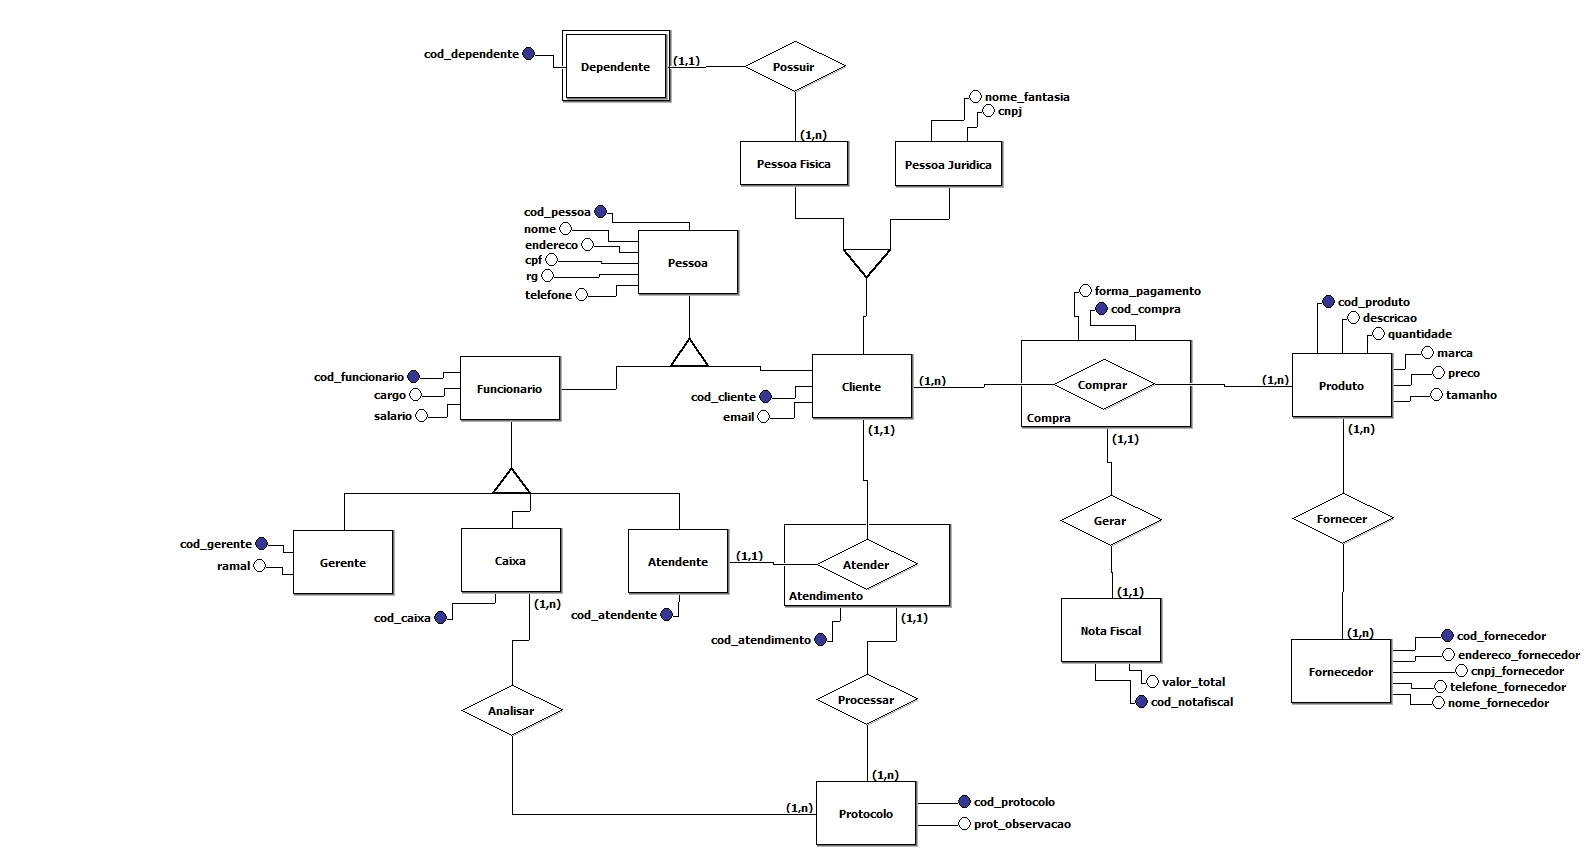 cod_dependente
Dependente
(1,1)
Possuir
(1,n)
nome_fantasia
cnpj
Pessoa Fisica
Pessoa Juridica
cod_pessoa
nome
endereco
cpf
rg
telefone
Pessoa
forma_pagamento
cod_compra
cod_produto
descricao
quantidade
marca
preco
tamanho
cod_funcionario
cargo
salario
Funcionario
cod_cliente
email
Cliente
(1,n)
(1,1)
Comprar
Compra
(1,1)
(1,n)
Produto
(1,n)
cod_gerente
ramal
Gerente
Caixa
cod_caixa
(1,n)
Atendente
cod_atendente
(1,1)
Atender
Atendimento
cod_atendimento
(1,1)
Gerar
(1,1)
Nota Fiscal
valor_total
cod_notafiscal
Fornecer
(1,n)
Fornecedor
cod_fornecedor
endereco_fornecedor
cnpj_fornecedor
telefone_fornecedor
nome_fornecedor
Analisar
Processar
(1,n)
(1,n)
Protocolo
cod_protocolo
prot_observacao